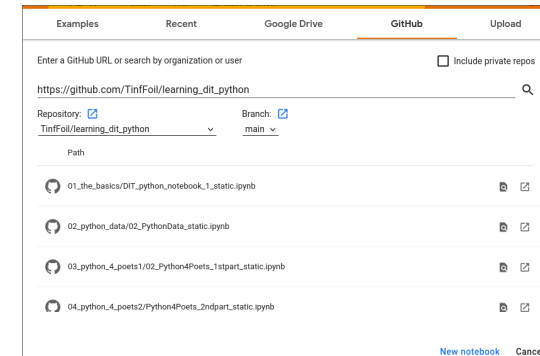 Examples Recent Google Drive GitHub Upload
Enter a GitHub URL or search by organization or user Include private repos
https://github.com/TinfFoil/learning_dit_python
Repository: Branch:
TinfFoil/learning_dit_python main
Path
01_the_basics/DIT_python_notebook_1_static.ipynb
02_python_data/02_PythonData_static.ipynb
03_python_4_poets1/02_Python4Poets_1stpart_static.ipynb
04_python_4_poets2/Python4Poets_2ndpart_static.ipynb
New notebook Cance